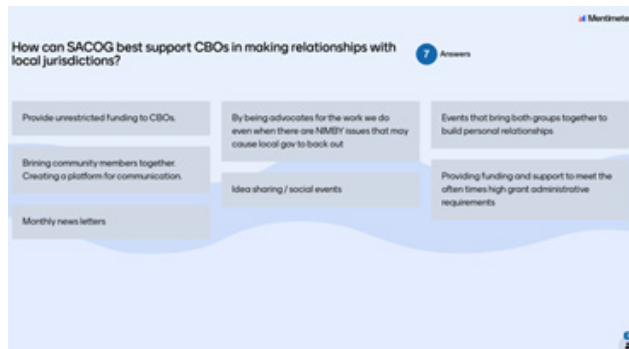 Mentimeter
How can SACOG best support CBOs in making relationships with
local jurisdictions?
7 Answers
Provide unrestricted funding to CBOs.
Brining community members together.
Creating a platform for communication.
Monthly news letters
By being advocates for the work we do
even when there are NIMBY issues that may
cause local gov to back out
Idea sharing / social events
Events that bring both groups together to
build personal relationships
Providing funding and support to meet the
often times high grant administrative
requirements